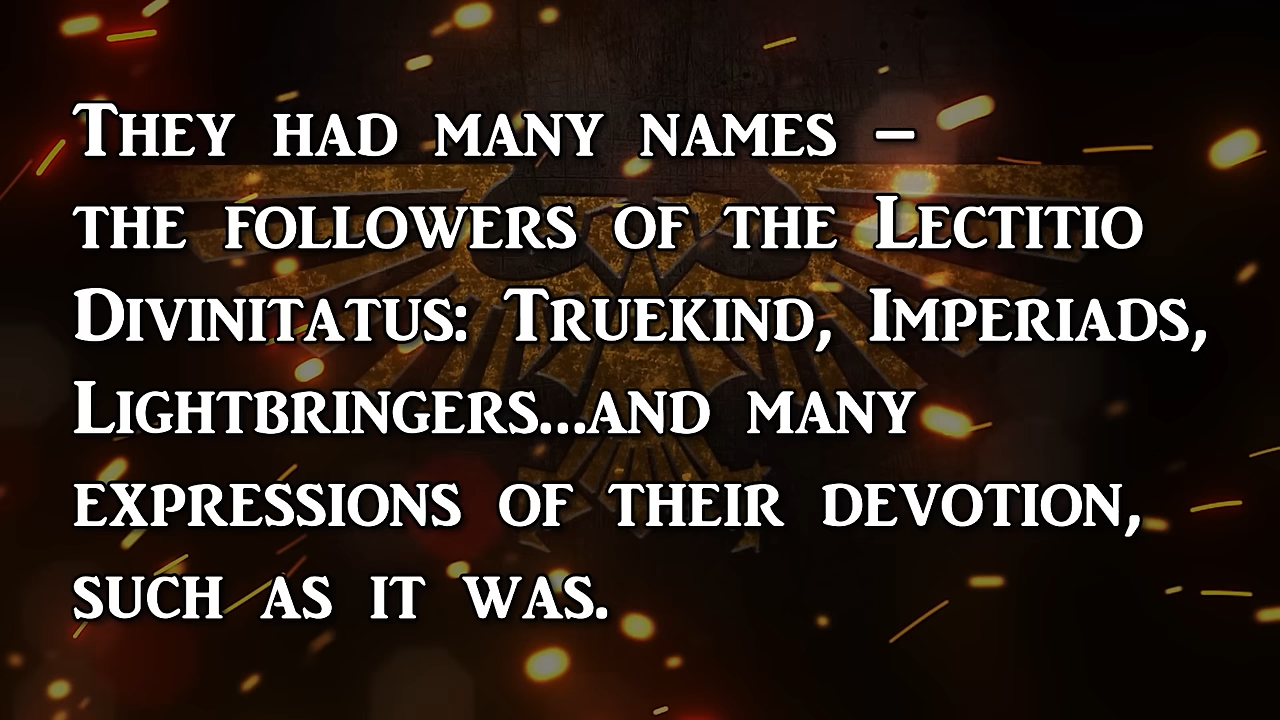 They had many names –
the followers of the Lectitio
Divinitatus: Truekind, Imperiads,
Lightbringers...and many
expressions of their devotion,
such as it was.